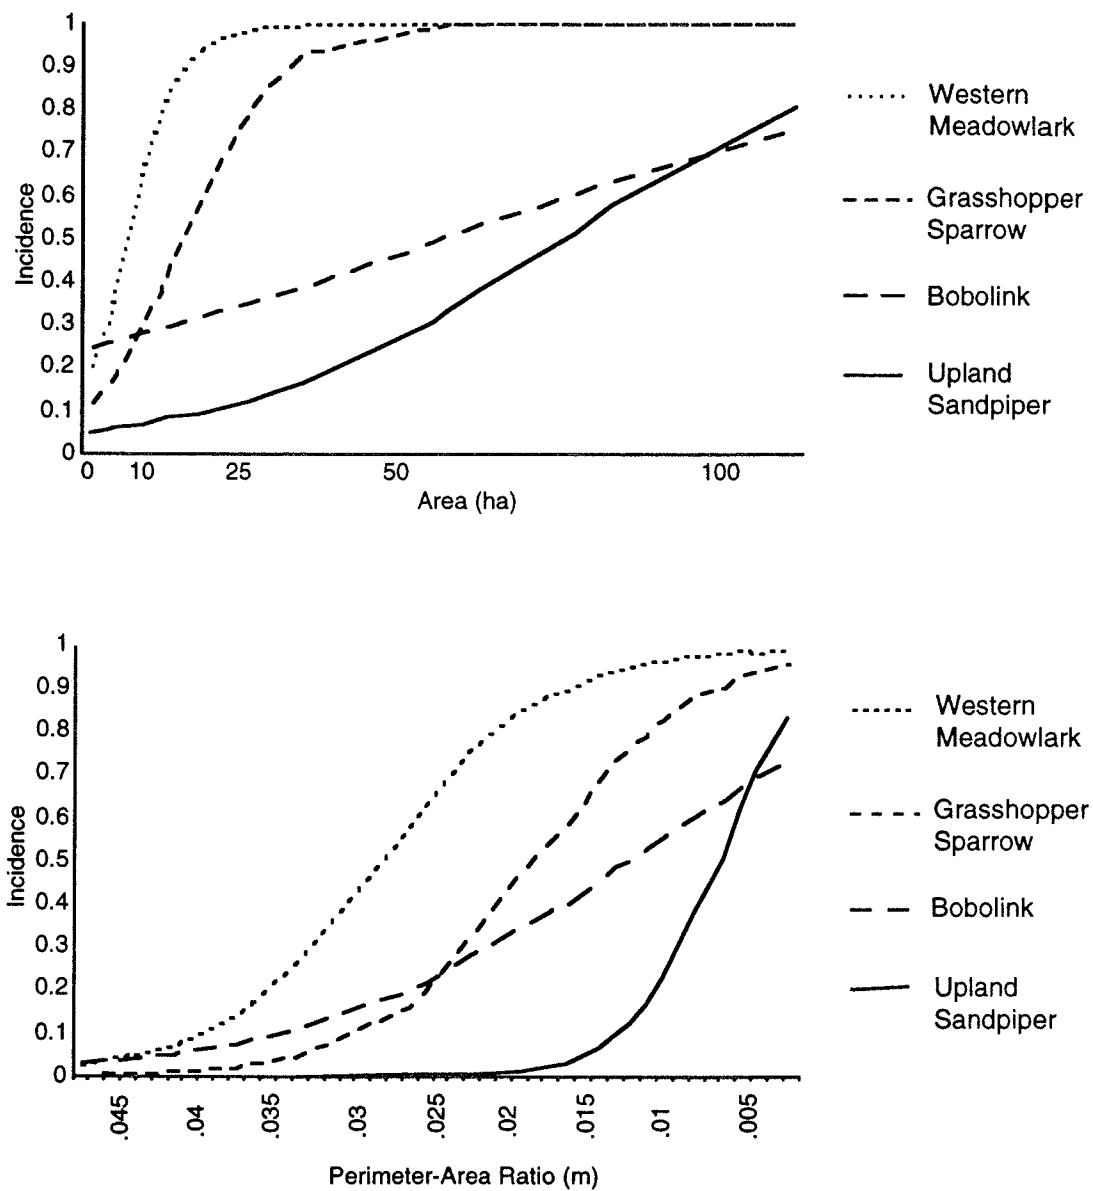 1
0.9
0.8
0.7
0.6
0.5
0.4
0.3
0.2
0.1
0
Incidence
0 10 25 50 100
Area (ha)
Western
Meadowlark
Grasshopper
Sparrow
Bobolink
Upland
Sandpiper
1
0.9
0.8
0.7
0.6
0.5
0.4
0.3
0.2
0.1
0
Incidence
.045 .04 .035 .03 .025 .02 .015 .01 .005
Perimeter-Area Ratio (m)
Western
Meadowlark
Grasshopper
Sparrow
Bobolink
Upland
Sandpiper